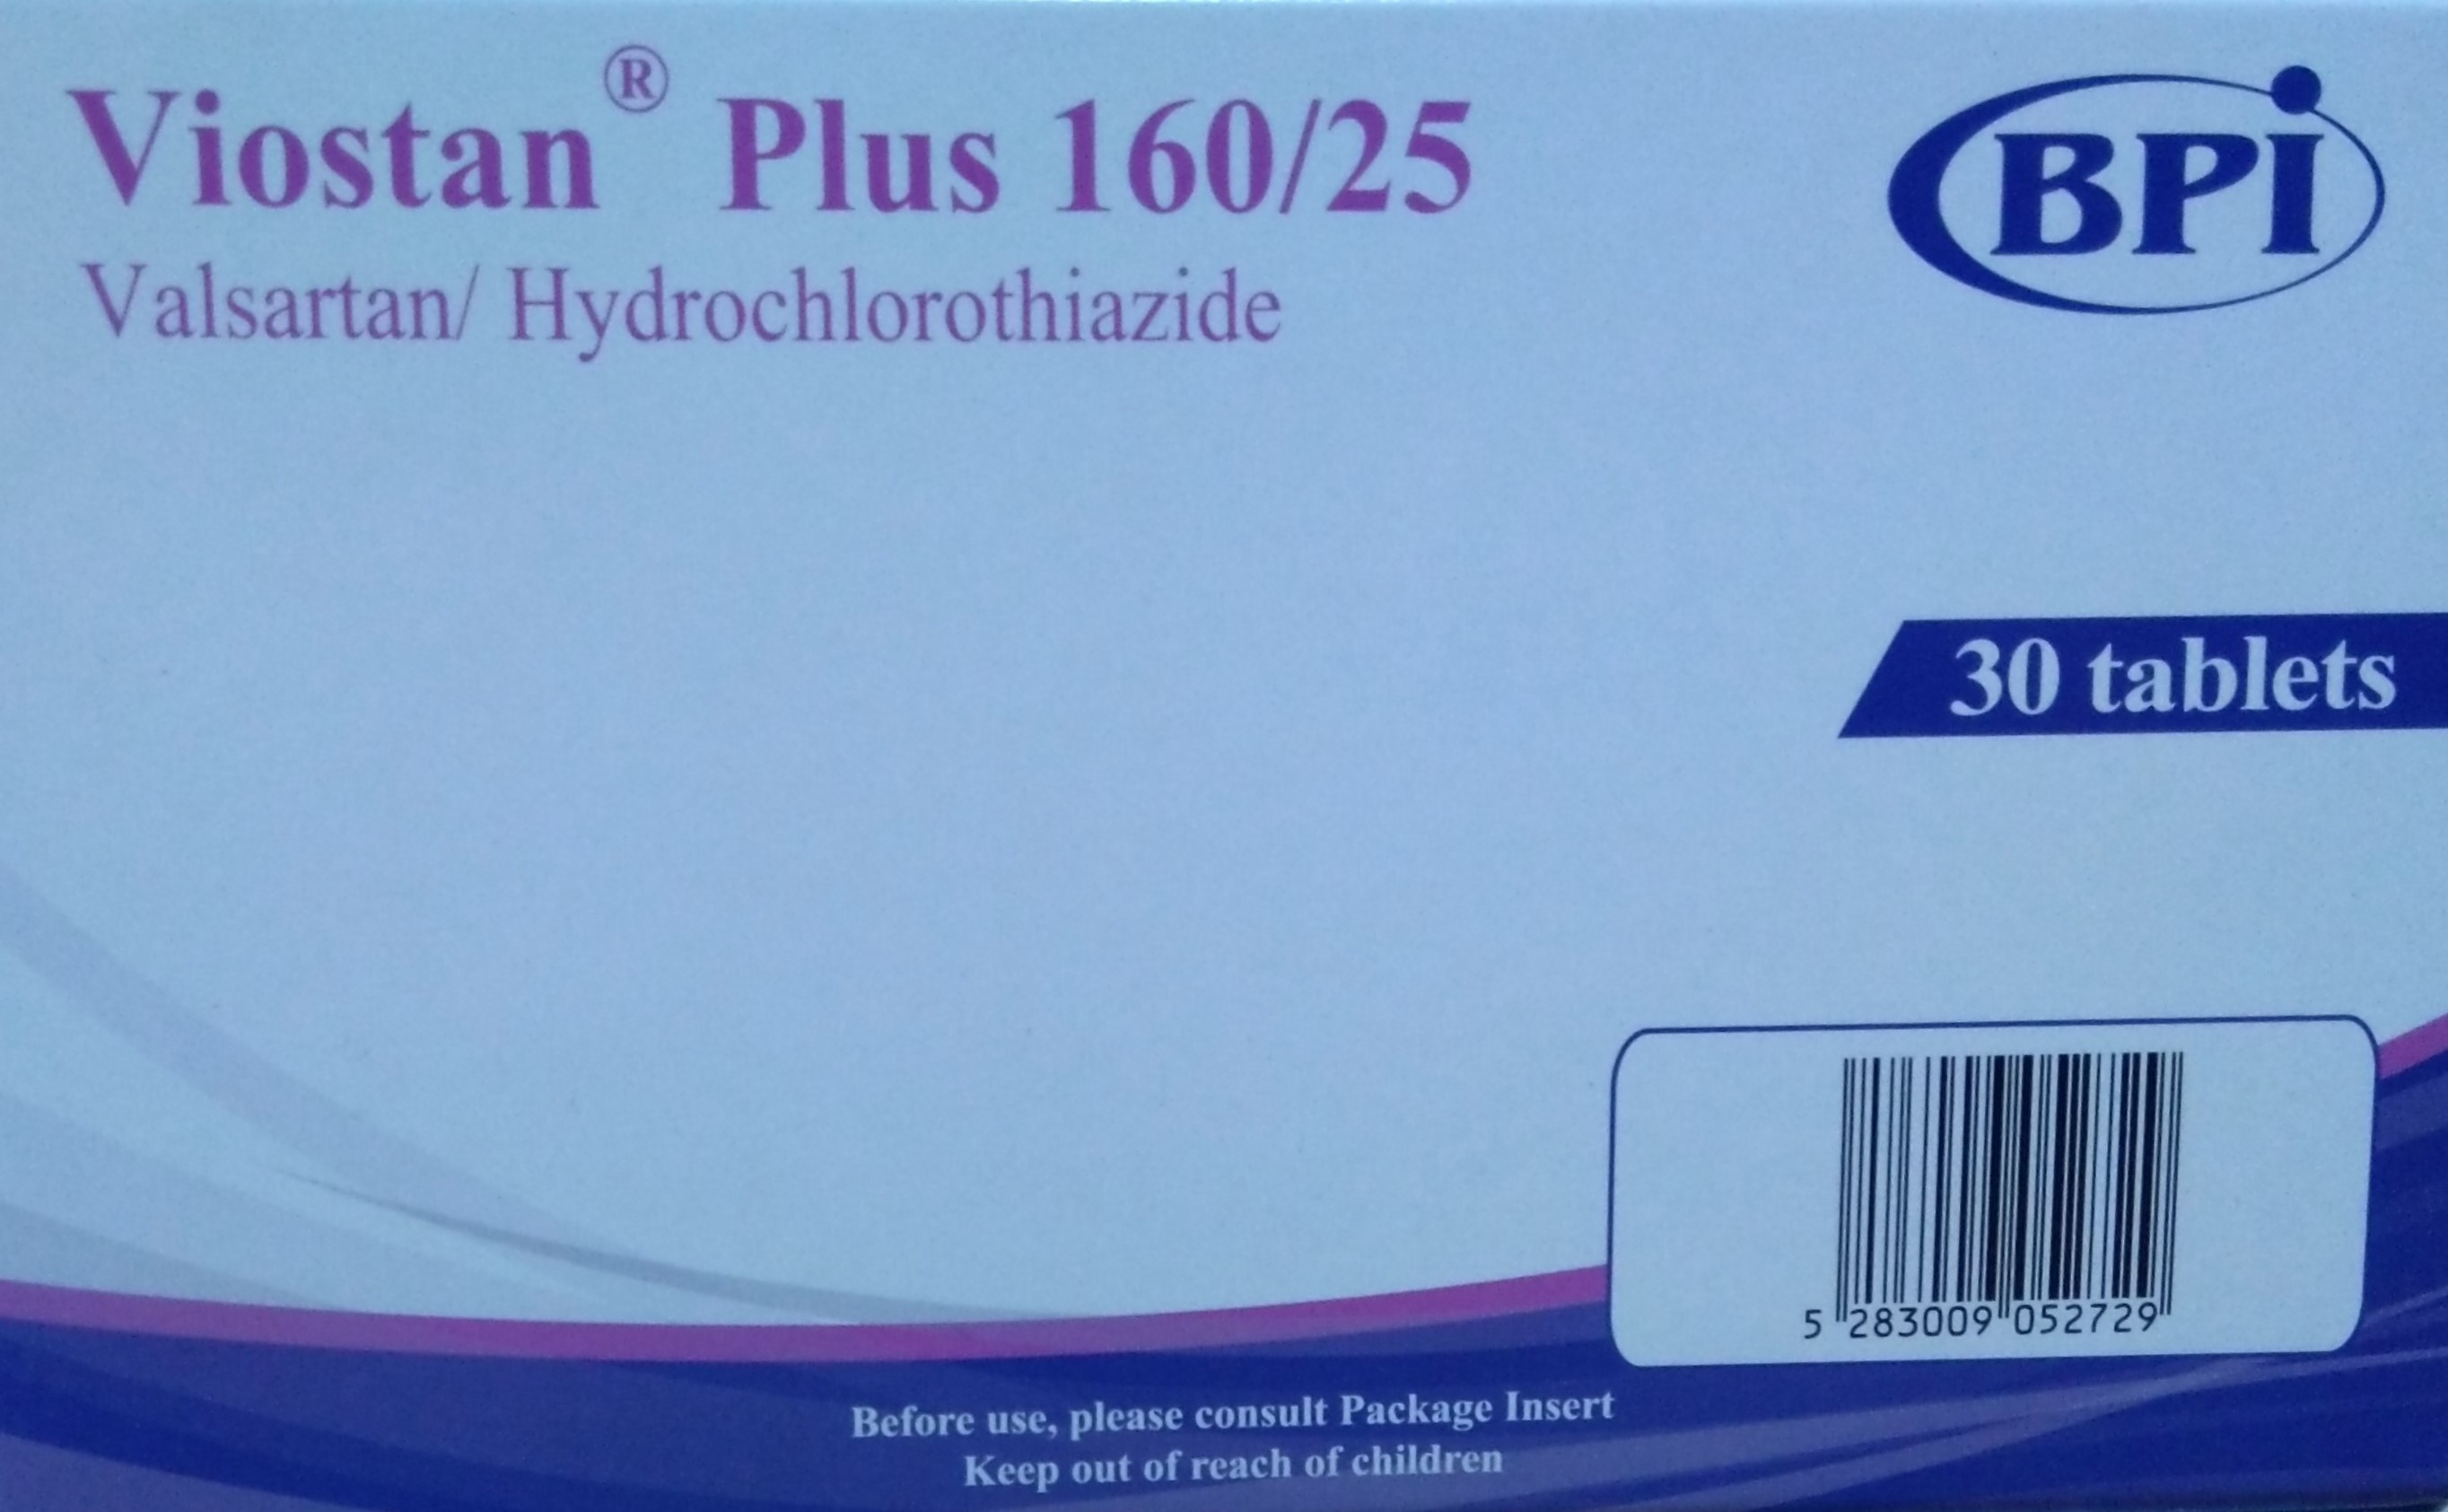 Viostan® Plus 160/25
BPi
Valsartan/ Hydrochlorothiazide
30 tablets
5 283009 052729
Before use, please consult Package Insert
Keep out of reach of children